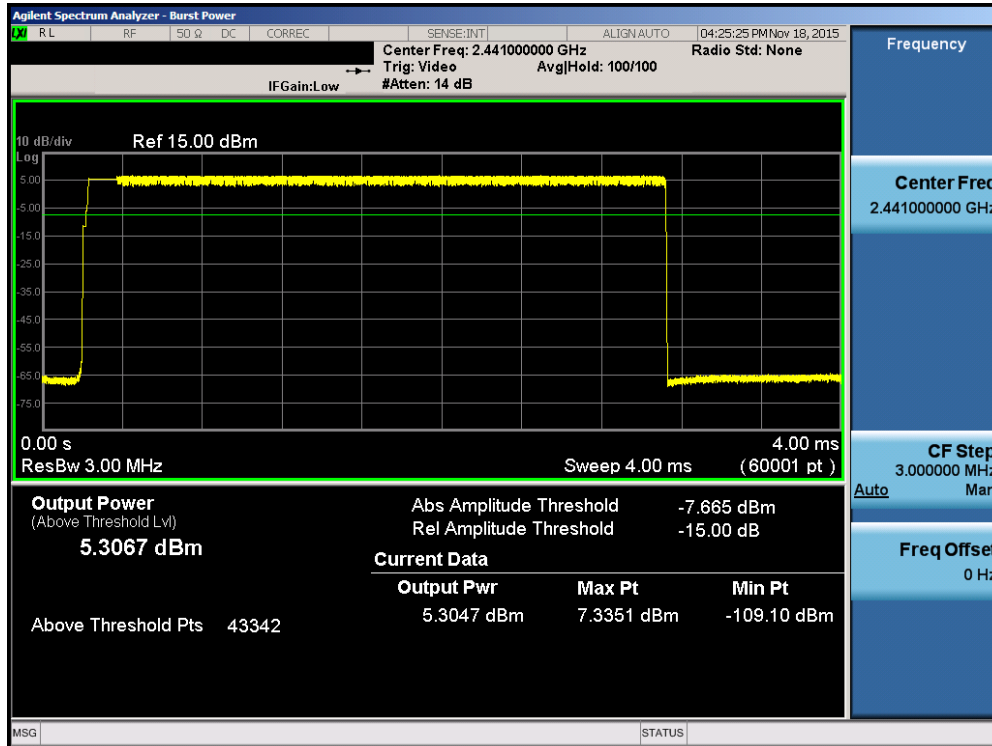 Agilent Spectrum Analyzer - Burst Power
LXI RL RF 50 Ω DC CORREC SENSE:INT ALIGN AUTO 04:25:25 PM Nov 18, 2015
Center Freq: 2.441000000 GHz Radio Std: None
Trig: Video Avg|Hold: 100/100
IFGain:Low #Atten: 14 dB
10 dB/div Ref 15.00 dBm
Log
5.00
-5.00
-15.0
-25.0
-35.0
-45.0
-55.0
-65.0
-75.0
0.00 s 4.00 ms
ResBw 3.00 MHz Sweep 4.00 ms (60001 pt)
Output Power
(Above Threshold Lvl)
5.3067 dBm
Above Threshold Pts 43342
Abs Amplitude Threshold -7.665 dBm
Rel Amplitude Threshold -15.00 dB
Current Data
Output Pwr Max Pt Min Pt
5.3047 dBm 7.3351 dBm -109.10 dBm
Frequency
Center Freq
2.441000000 GHz
CF Step
3.000000 MHz
Auto Man
Freq Offset
0 Hz
MSG STATUS